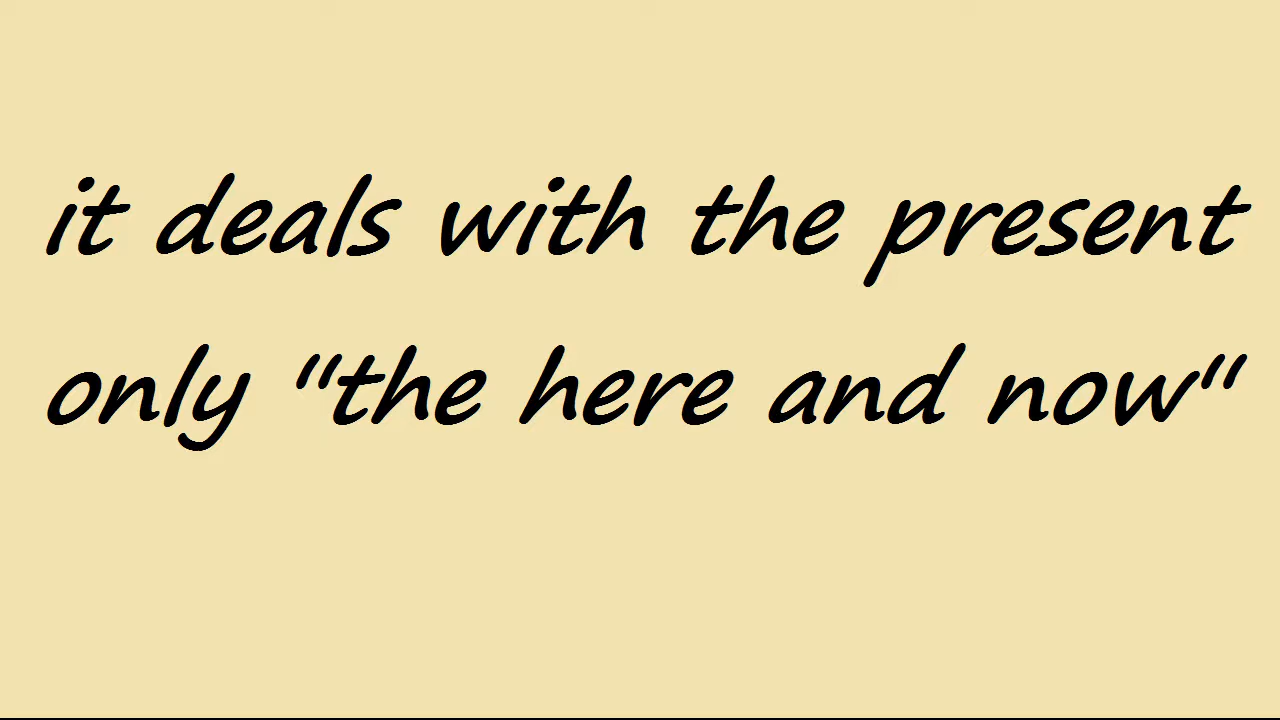 it deals with the present
only "the here and now"